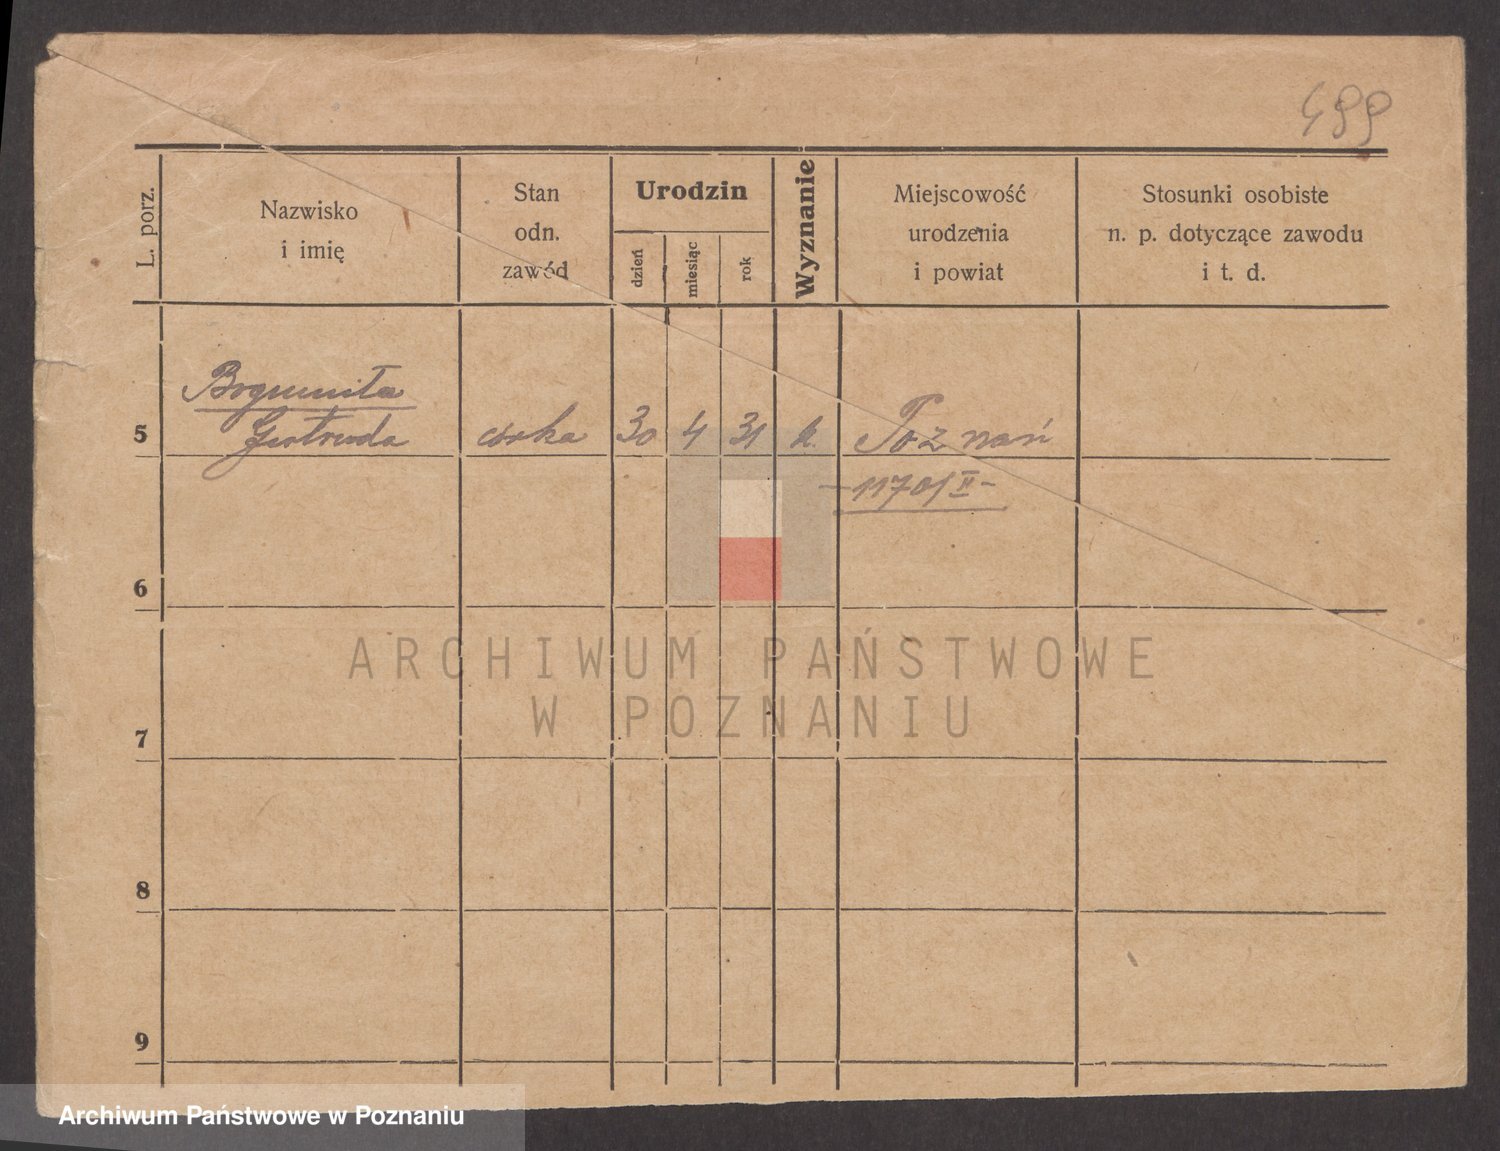 499
L. porz.
Nazwisko
i imię
Stan
odn.
zawód
Urodzin
dzień
miesiąc
rok
Wyznanie
Miejscowość
urodzenia
i powiat
Stosunki osobiste
n. p. dotyczące zawodu
i t. d.
Bogumiła
5 Gertruda córka 30 4 31 k. Poznań
-1170/II-
6
ARCHIWUM PAŃSTWOWE
W POZNANIU
7
8
9
Archiwum Państwowe w Poznaniu